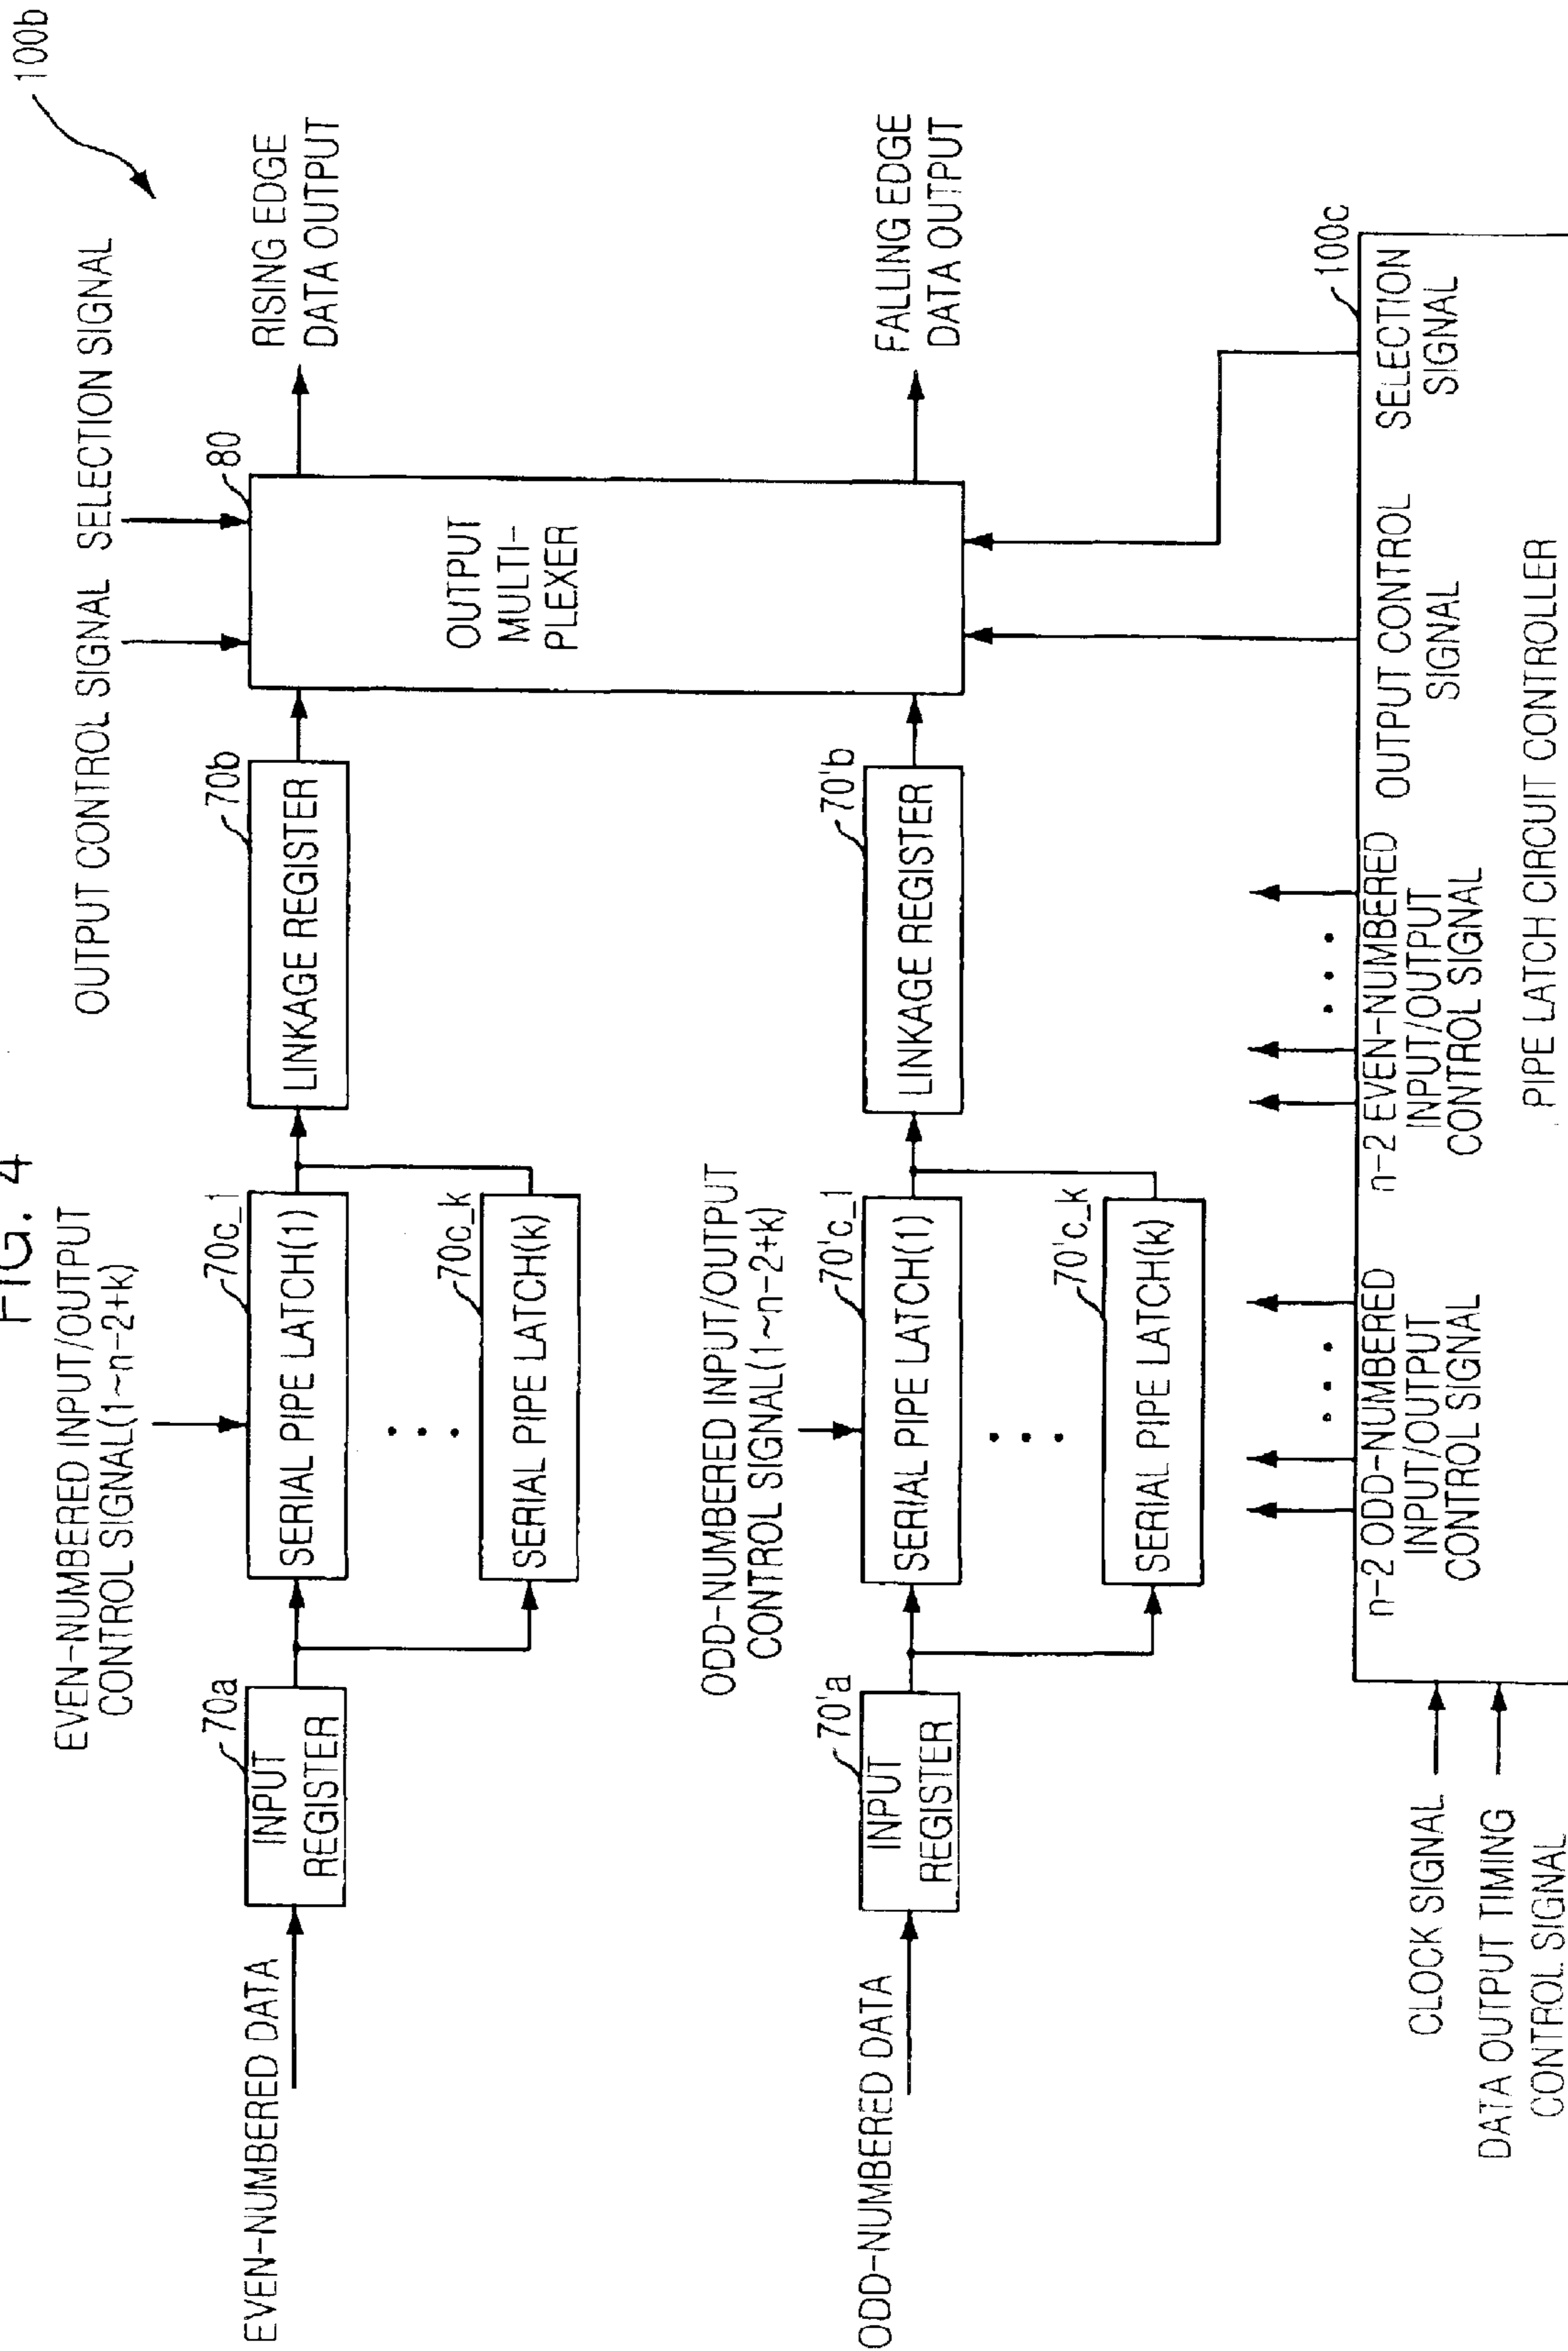 FIG. 4
100b
EVEN-NUMBERED INPUT/OUTPUT
CONTROL SIGNAL(1~n-2+k)
OUTPUT CONTROL SIGNAL
SELECTION SIGNAL
EVEN-NUMBERED DATA
70a
INPUT
REGISTER
70c_1
SERIAL PIPE LATCH(1)
70c_k
SERIAL PIPE LATCH(k)
70b
LINKAGE REGISTER
80
OUTPUT
MULTI-
PLEXER
RISING EDGE
DATA OUTPUT
ODD-NUMBERED INPUT/OUTPUT
CONTROL SIGNAL(1~n-2+k)
ODD-NUMBERED DATA
70'a
INPUT
REGISTER
70'c_1
SERIAL PIPE LATCH(1)
70'c_k
SERIAL PIPE LATCH(k)
70'b
LINKAGE REGISTER
FALLING EDGE
DATA OUTPUT
CLOCK SIGNAL
DATA OUTPUT TIMING
CONTROL SIGNAL
100c
n-2 ODD-NUMBERED
INPUT/OUTPUT
CONTROL SIGNAL
n-2 EVEN-NUMBERED
INPUT/OUTPUT
CONTROL SIGNAL
OUTPUT CONTROL
SIGNAL
SELECTION
SIGNAL
PIPE LATCH CIRCUIT CONTROLLER